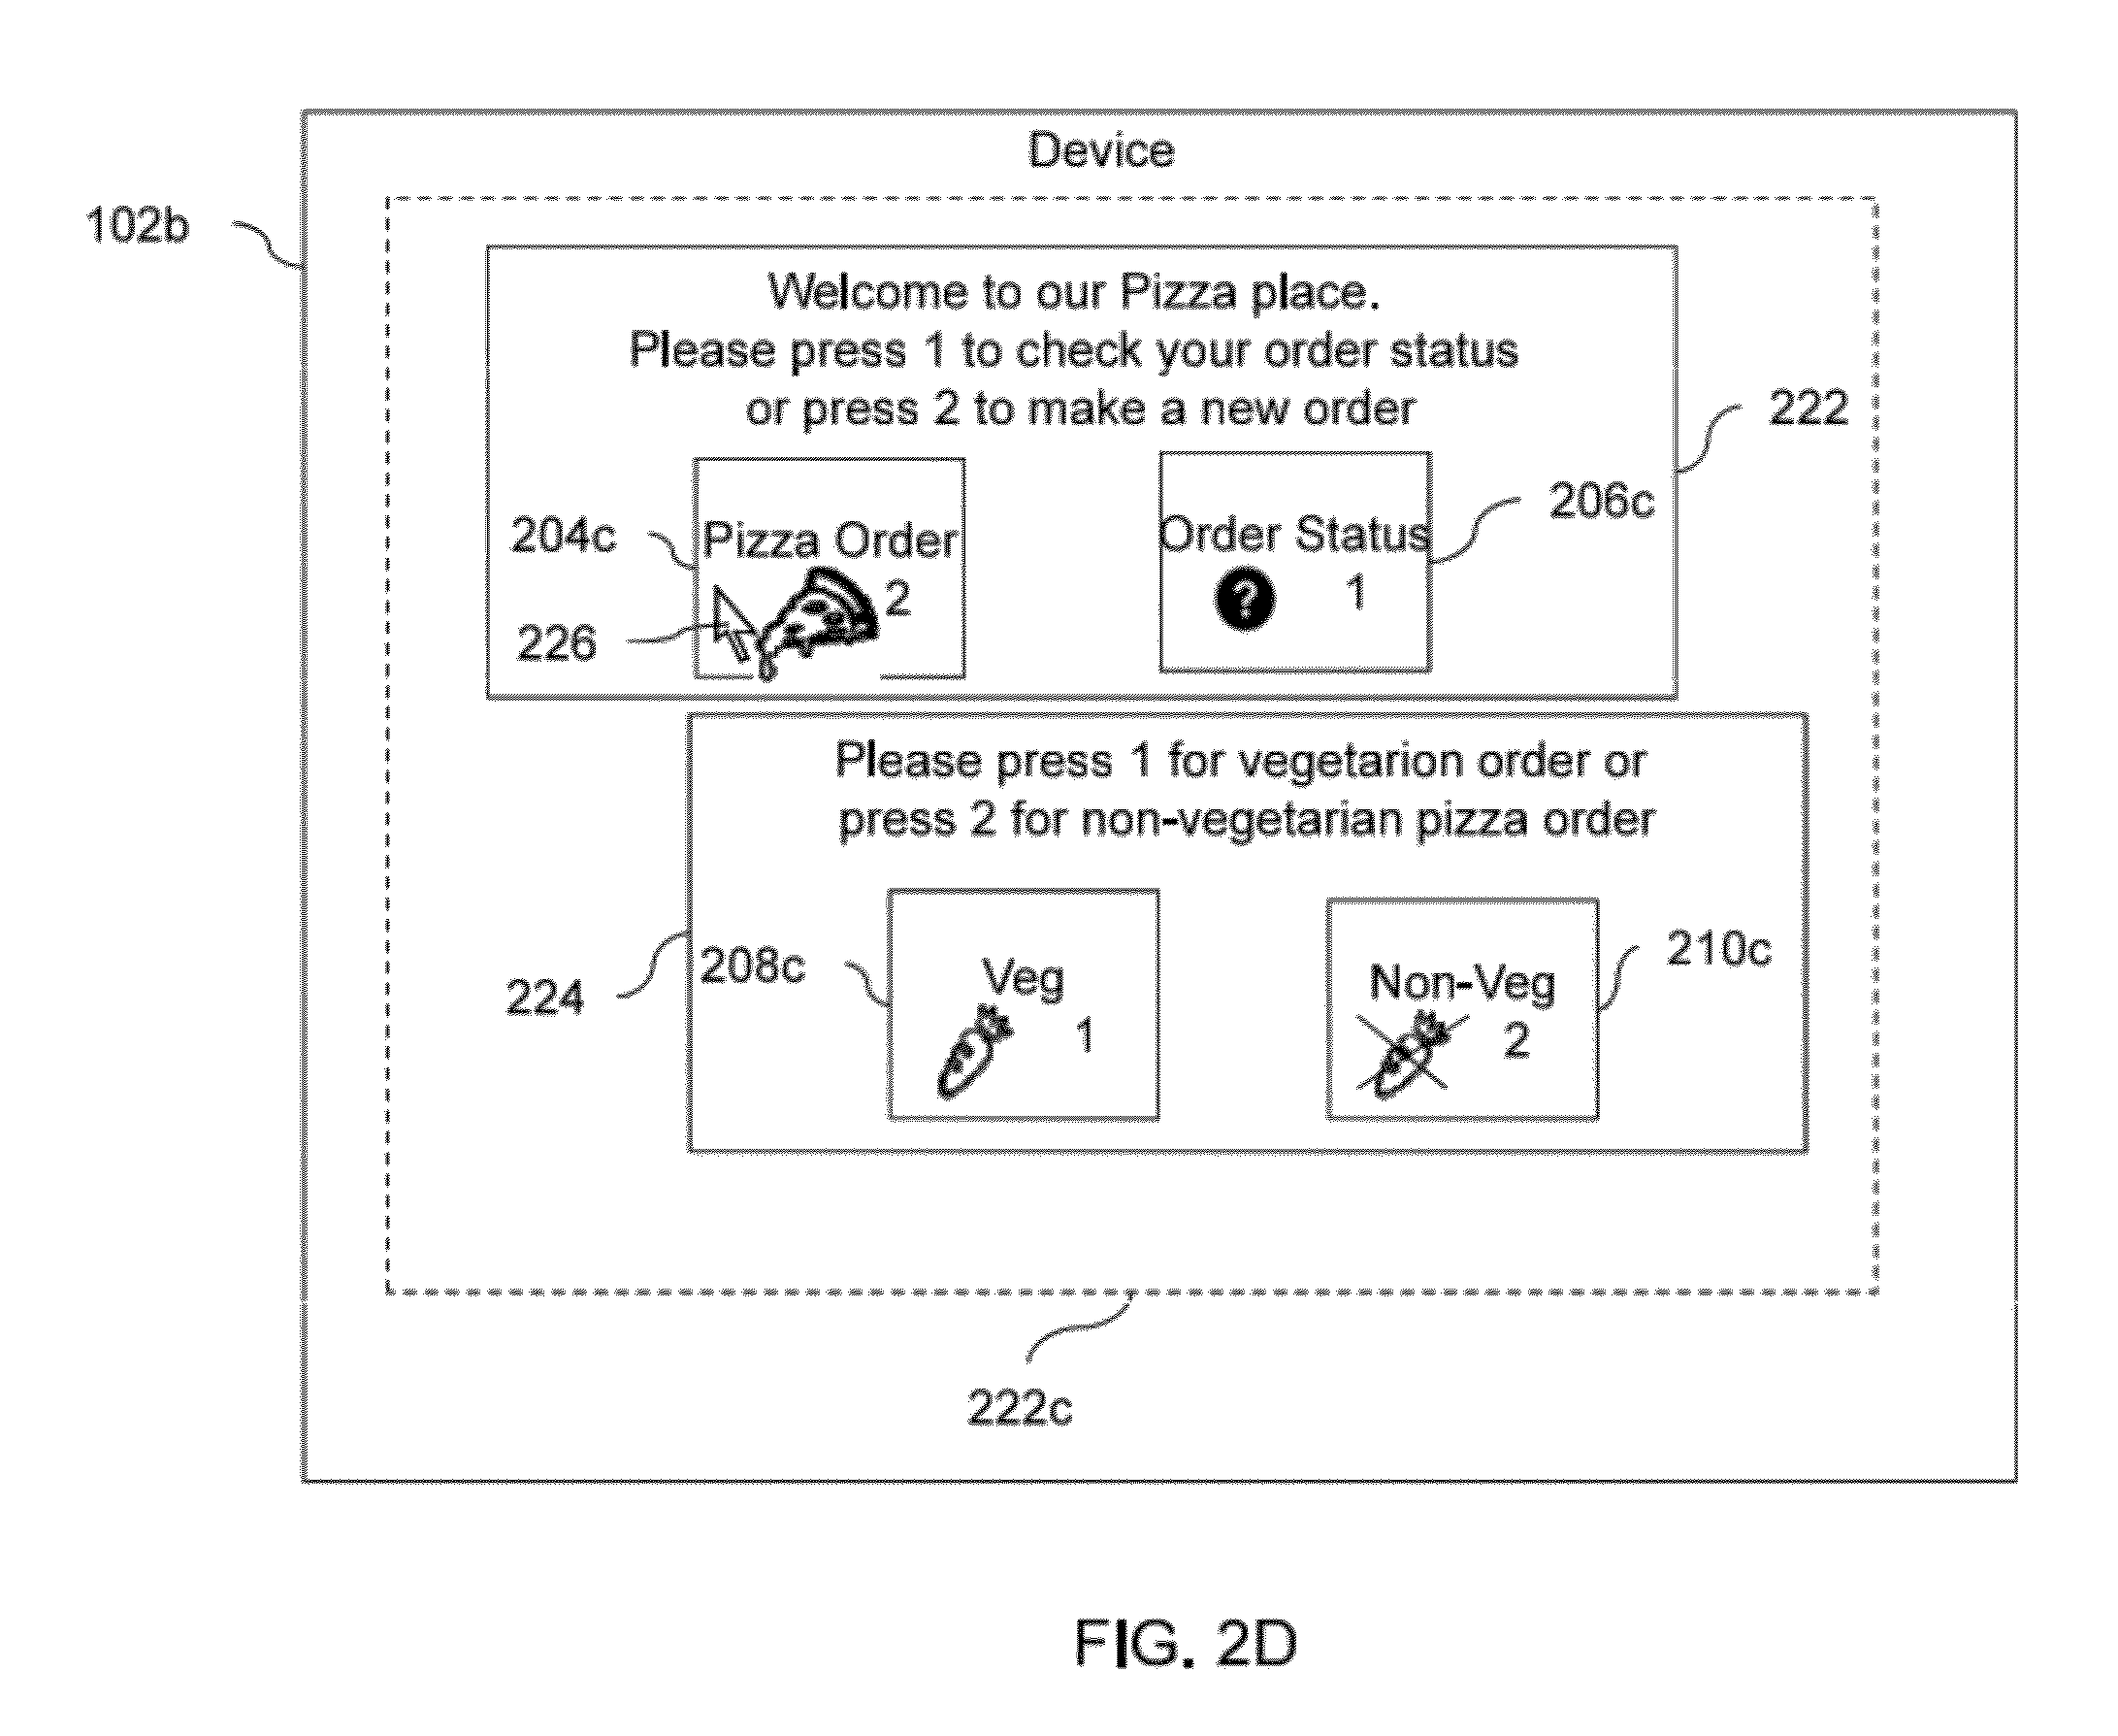 Device
102b
Welcome to our Pizza place.
Please press 1 to check your order status
or press 2 to make a new order
222
204c
Pizza Order
2
226
Order Status
1
206c
Please press 1 for vegetarion order or
press 2 for non-vegetarian pizza order
224
208c
Veg
1
Non-Veg
2
210c
222c
FIG. 2D